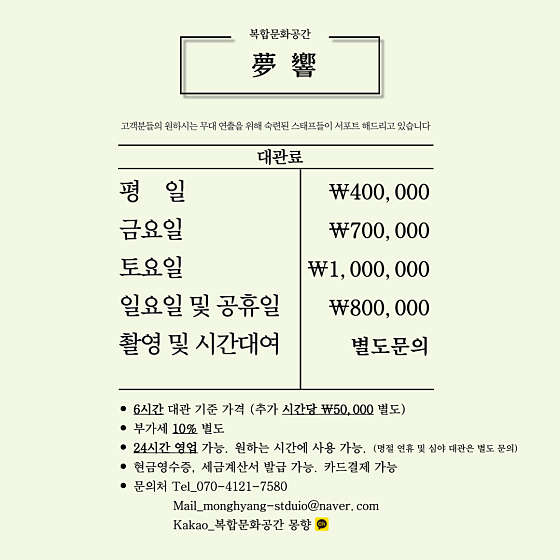 복합문화공간
夢 響
고객분들의 원하시는 무대 연출을 위해 숙련된 스태프들이 서포트 해드리고 있습니다
대관료
평 일 ₩400,000
금요일 ₩700,000
토요일 ₩1,000,000
일요일 및 공휴일 ₩800,000
촬영 및 시간대여 별도문의
• 6시간 대관 기준 가격 (추가 시간당 ₩50,000 별도)
• 부가세 10% 별도
• 24시간 영업 가능. 원하는 시간에 사용 가능. (명절 연휴 및 심야 대관은 별도 문의)
• 현금영수증, 세금계산서 발급 가능. 카드결제 가능
• 문의처 Tel_070-4121-7580
Mail_monghyang-stduio@naver.com
Kakao_복합문화공간 몽향